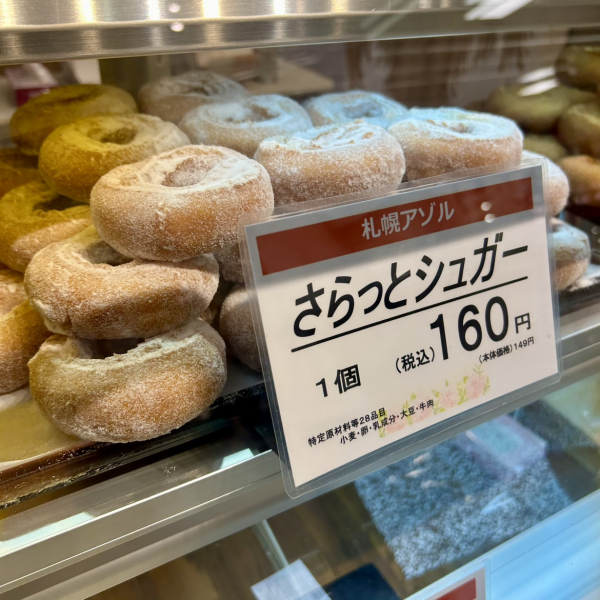 札幌アゾル
さらっとシュガー
1個 (税込) 160円
(本体価格) 149円
特定原材料等28品目
小麦・卵・乳成分・大豆・牛肉